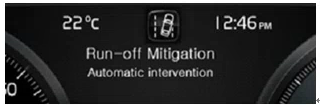 22°C 12:46PM
Run-off Mitigation
Automatic intervention